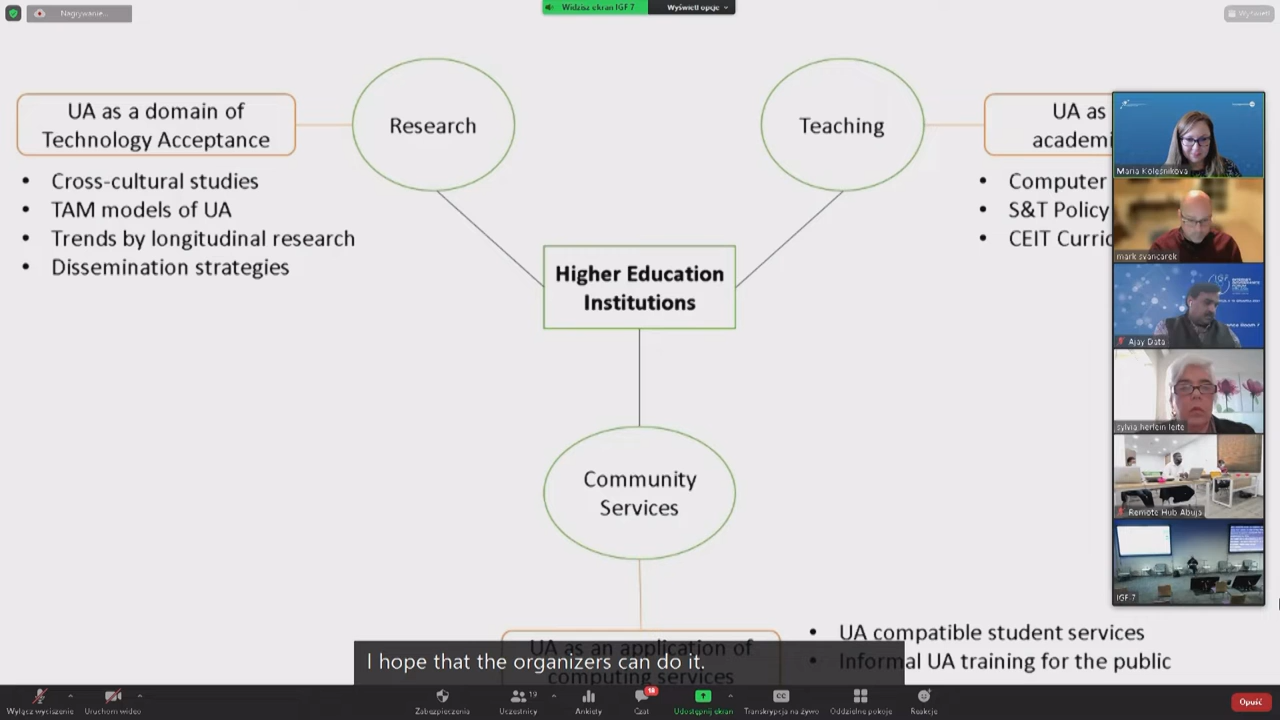 Nagrywanie...
Widzisz ekran IGF 7
Wyświetl opcje
Wyświetl
UA as a domain of
Technology Acceptance
Research
Teaching
UA as
academi
• Cross-cultural studies
• TAM models of UA
• Trends by longitudinal research
• Dissemination strategies
• Computer
• S&T Policy
• CEIT Curric
Higher Education
Institutions
Community
Services
UA as an application of
computing services
• UA compatible student services
• Informal UA training for the public
I hope that the organizers can do it.
Maria Kolesnikova
mark svancarek
Ajay Data
sylvia herlein leite
Remote Hub Abuja
IGF 7
Wyłącz wyciszenie
Uruchom wideo
Zabezpieczenia
Uczestnicy
19
Ankiety
Czat
18
Udostępnij ekran
CC
Transkrypcja na żywo
Oddzielne pokoje
Reakcje
Opuść